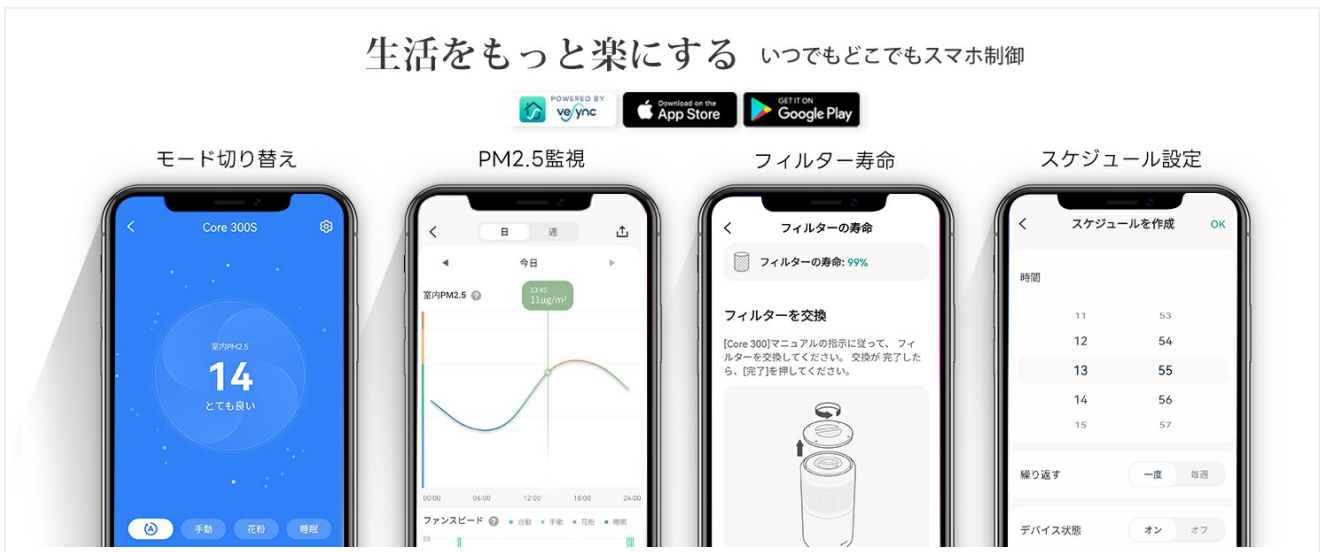 生活をもっと楽にする いつでもどこでもスマホ制御
POWERED BY
vesync
Download on the
App Store
GET IT ON
Google Play
モード切り替え
Core 300S
室内PM2.5
14
とても良い
手動 花粉 睡眠
PM2.5監視
日 週
今日
室内PM2.5
13:45
11μg/m³
00:00 06:00 12:00 18:00 24:00
ファンスピード 自動 手動 花粉 睡眠
53
フィルター寿命
フィルターの寿命
フィルターの寿命: 99%
フィルターを交換
[Core 300]マニュアルの指示に従って、 フィ
ルターを交換してください。 交換が 完了した
ら、[完了]を押してください。
スケジュール設定
スケジュールを作成 OK
時間
11 53
12 54
13 55
14 56
15 57
繰り返す 一度 毎週
デバイス状態 オン オフ